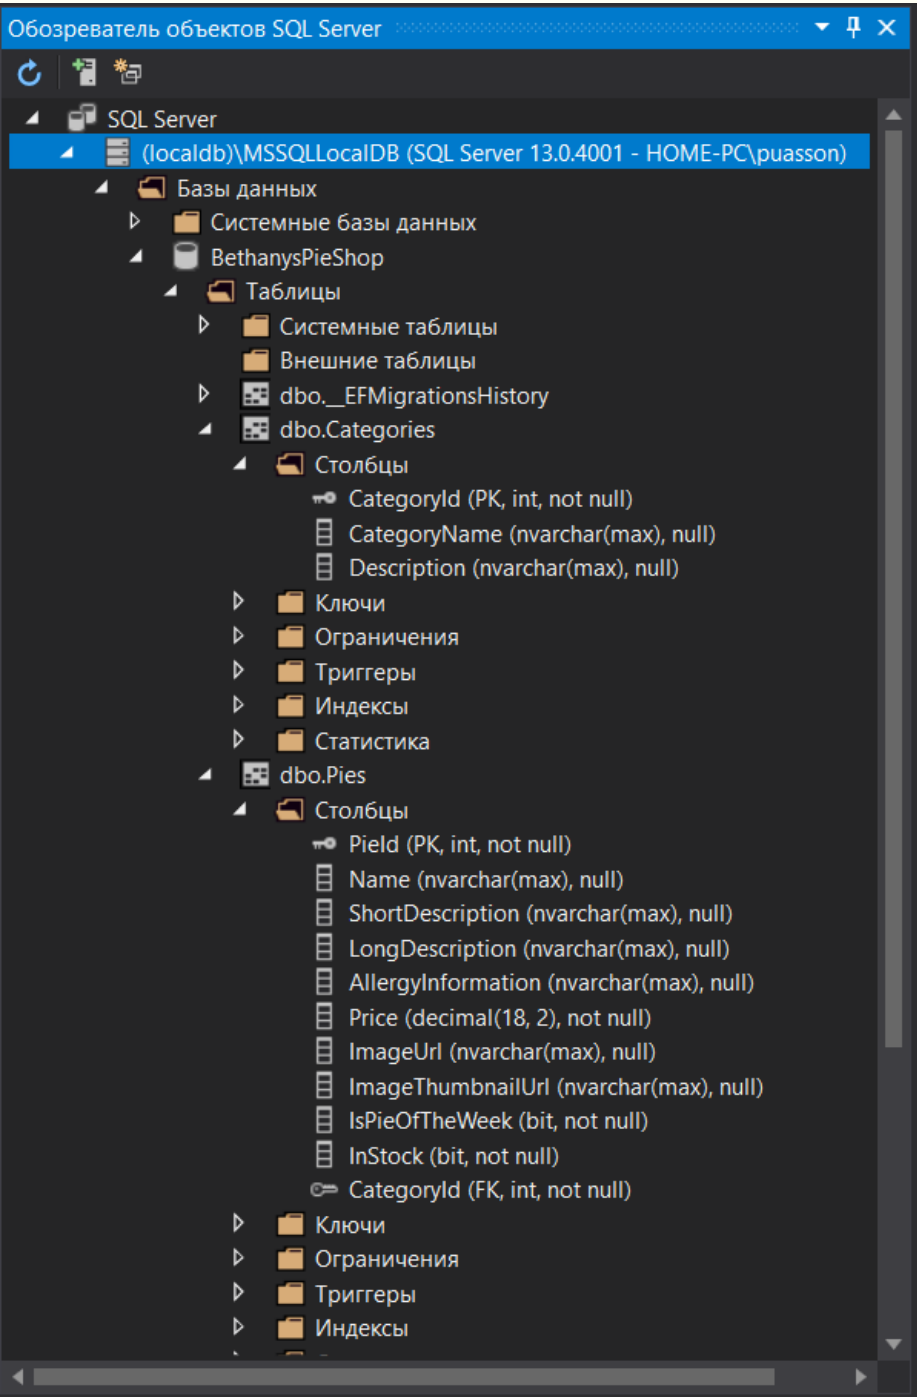 Обозреватель объектов SQL Server
SQL Server
(localdb)\MSSQLLocalDB (SQL Server 13.0.4001 - HOME-PC\puasson)
Базы данных
Системные базы данных
BethanysPieShop
Таблицы
Системные таблицы
Внешние таблицы
dbo.__EFMigrationsHistory
dbo.Categories
Столбцы
CategoryId (PK, int, not null)
CategoryName (nvarchar(max), null)
Description (nvarchar(max), null)
Ключи
Ограничения
Триггеры
Индексы
Статистика
dbo.Pies
Столбцы
PieId (PK, int, not null)
Name (nvarchar(max), null)
ShortDescription (nvarchar(max), null)
LongDescription (nvarchar(max), null)
AllergyInformation (nvarchar(max), null)
Price (decimal(18, 2), not null)
ImageUrl (nvarchar(max), null)
ImageThumbnailUrl (nvarchar(max), null)
IsPieOfTheWeek (bit, not null)
InStock (bit, not null)
CategoryId (FK, int, not null)
Ключи
Ограничения
Триггеры
Индексы